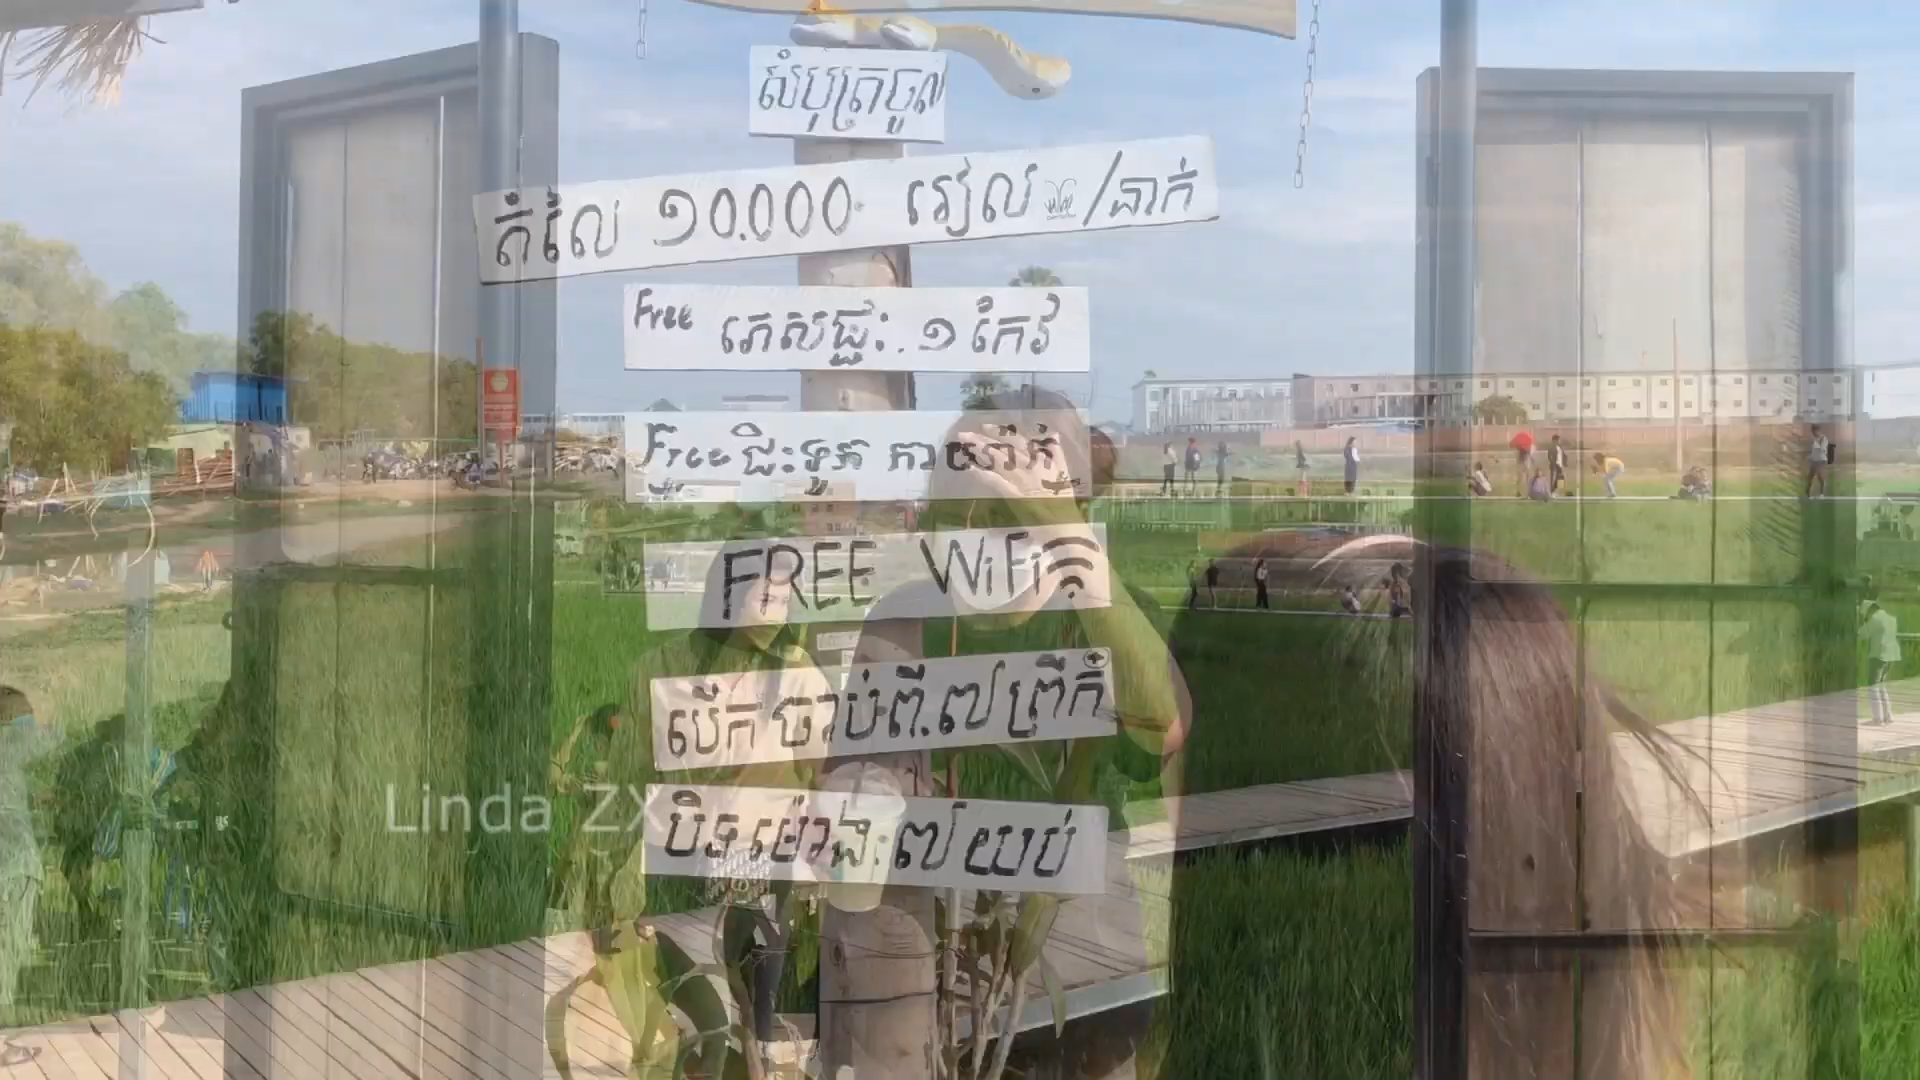 សំបុត្រចូល
តំលៃ ១០.០០០ រៀល /នាក់
Free ភេសជ្ជៈ. ១ កែវ
Free ជិះទូក កាយ៉ាក់
FREE WiFi
បើកចាប់ពី.៧ ព្រឹក
បិទម៉ោង:៧ យប់
Linda ZX